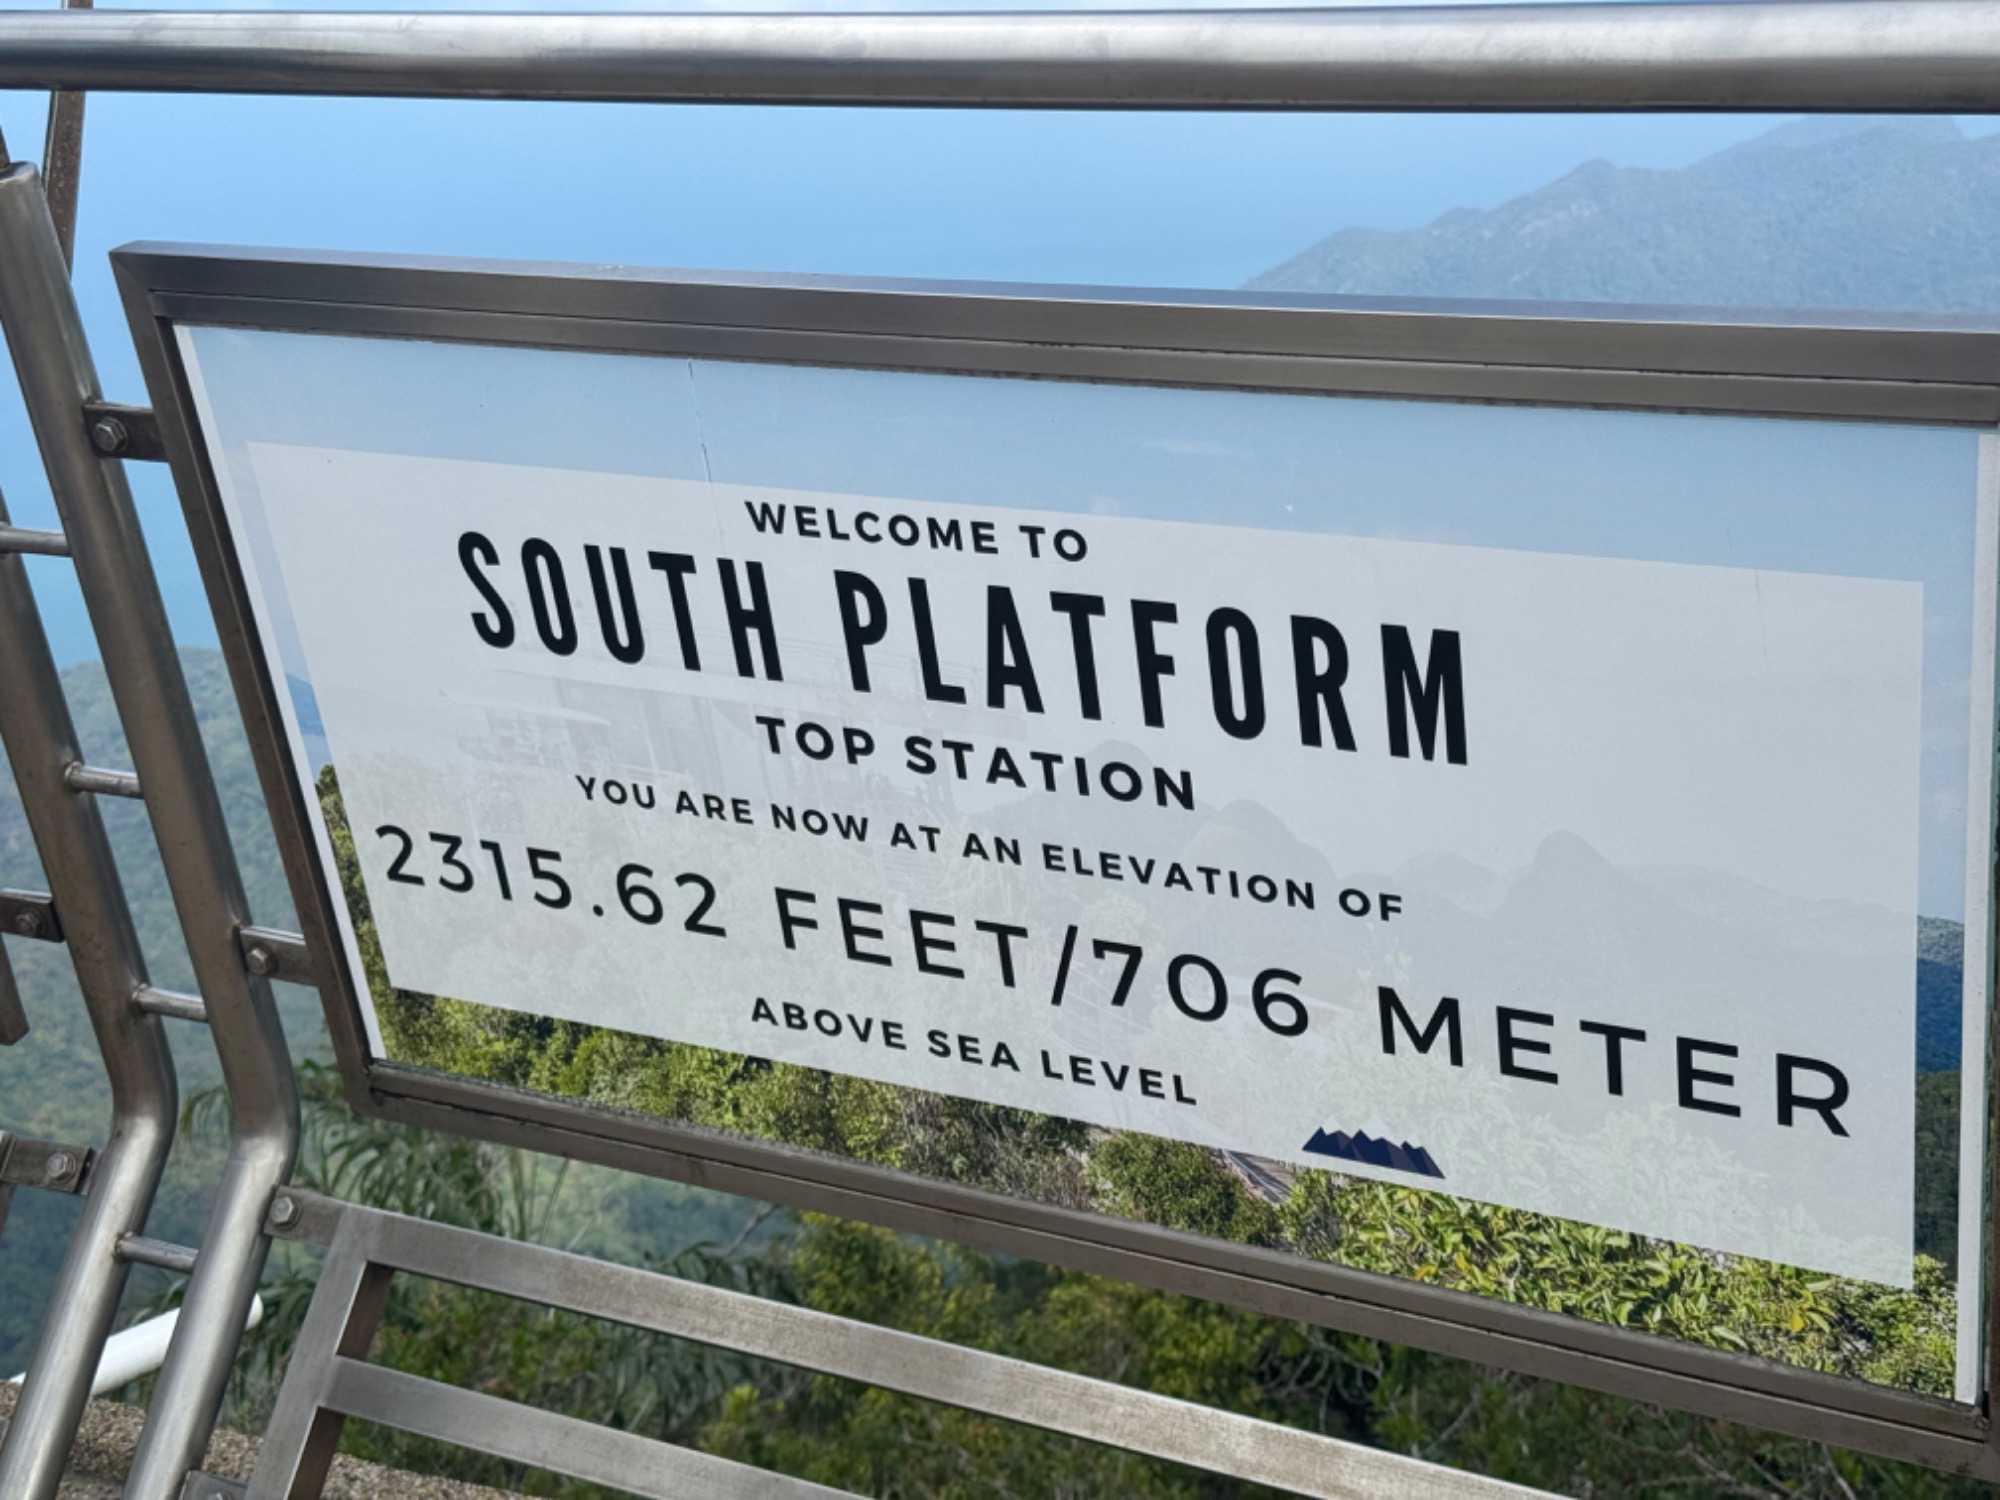 WELCOME TO
SOUTH PLATFORM
TOP STATION
YOU ARE NOW AT AN ELEVATION OF
2315.62 FEET/706 METER
ABOVE SEA LEVEL